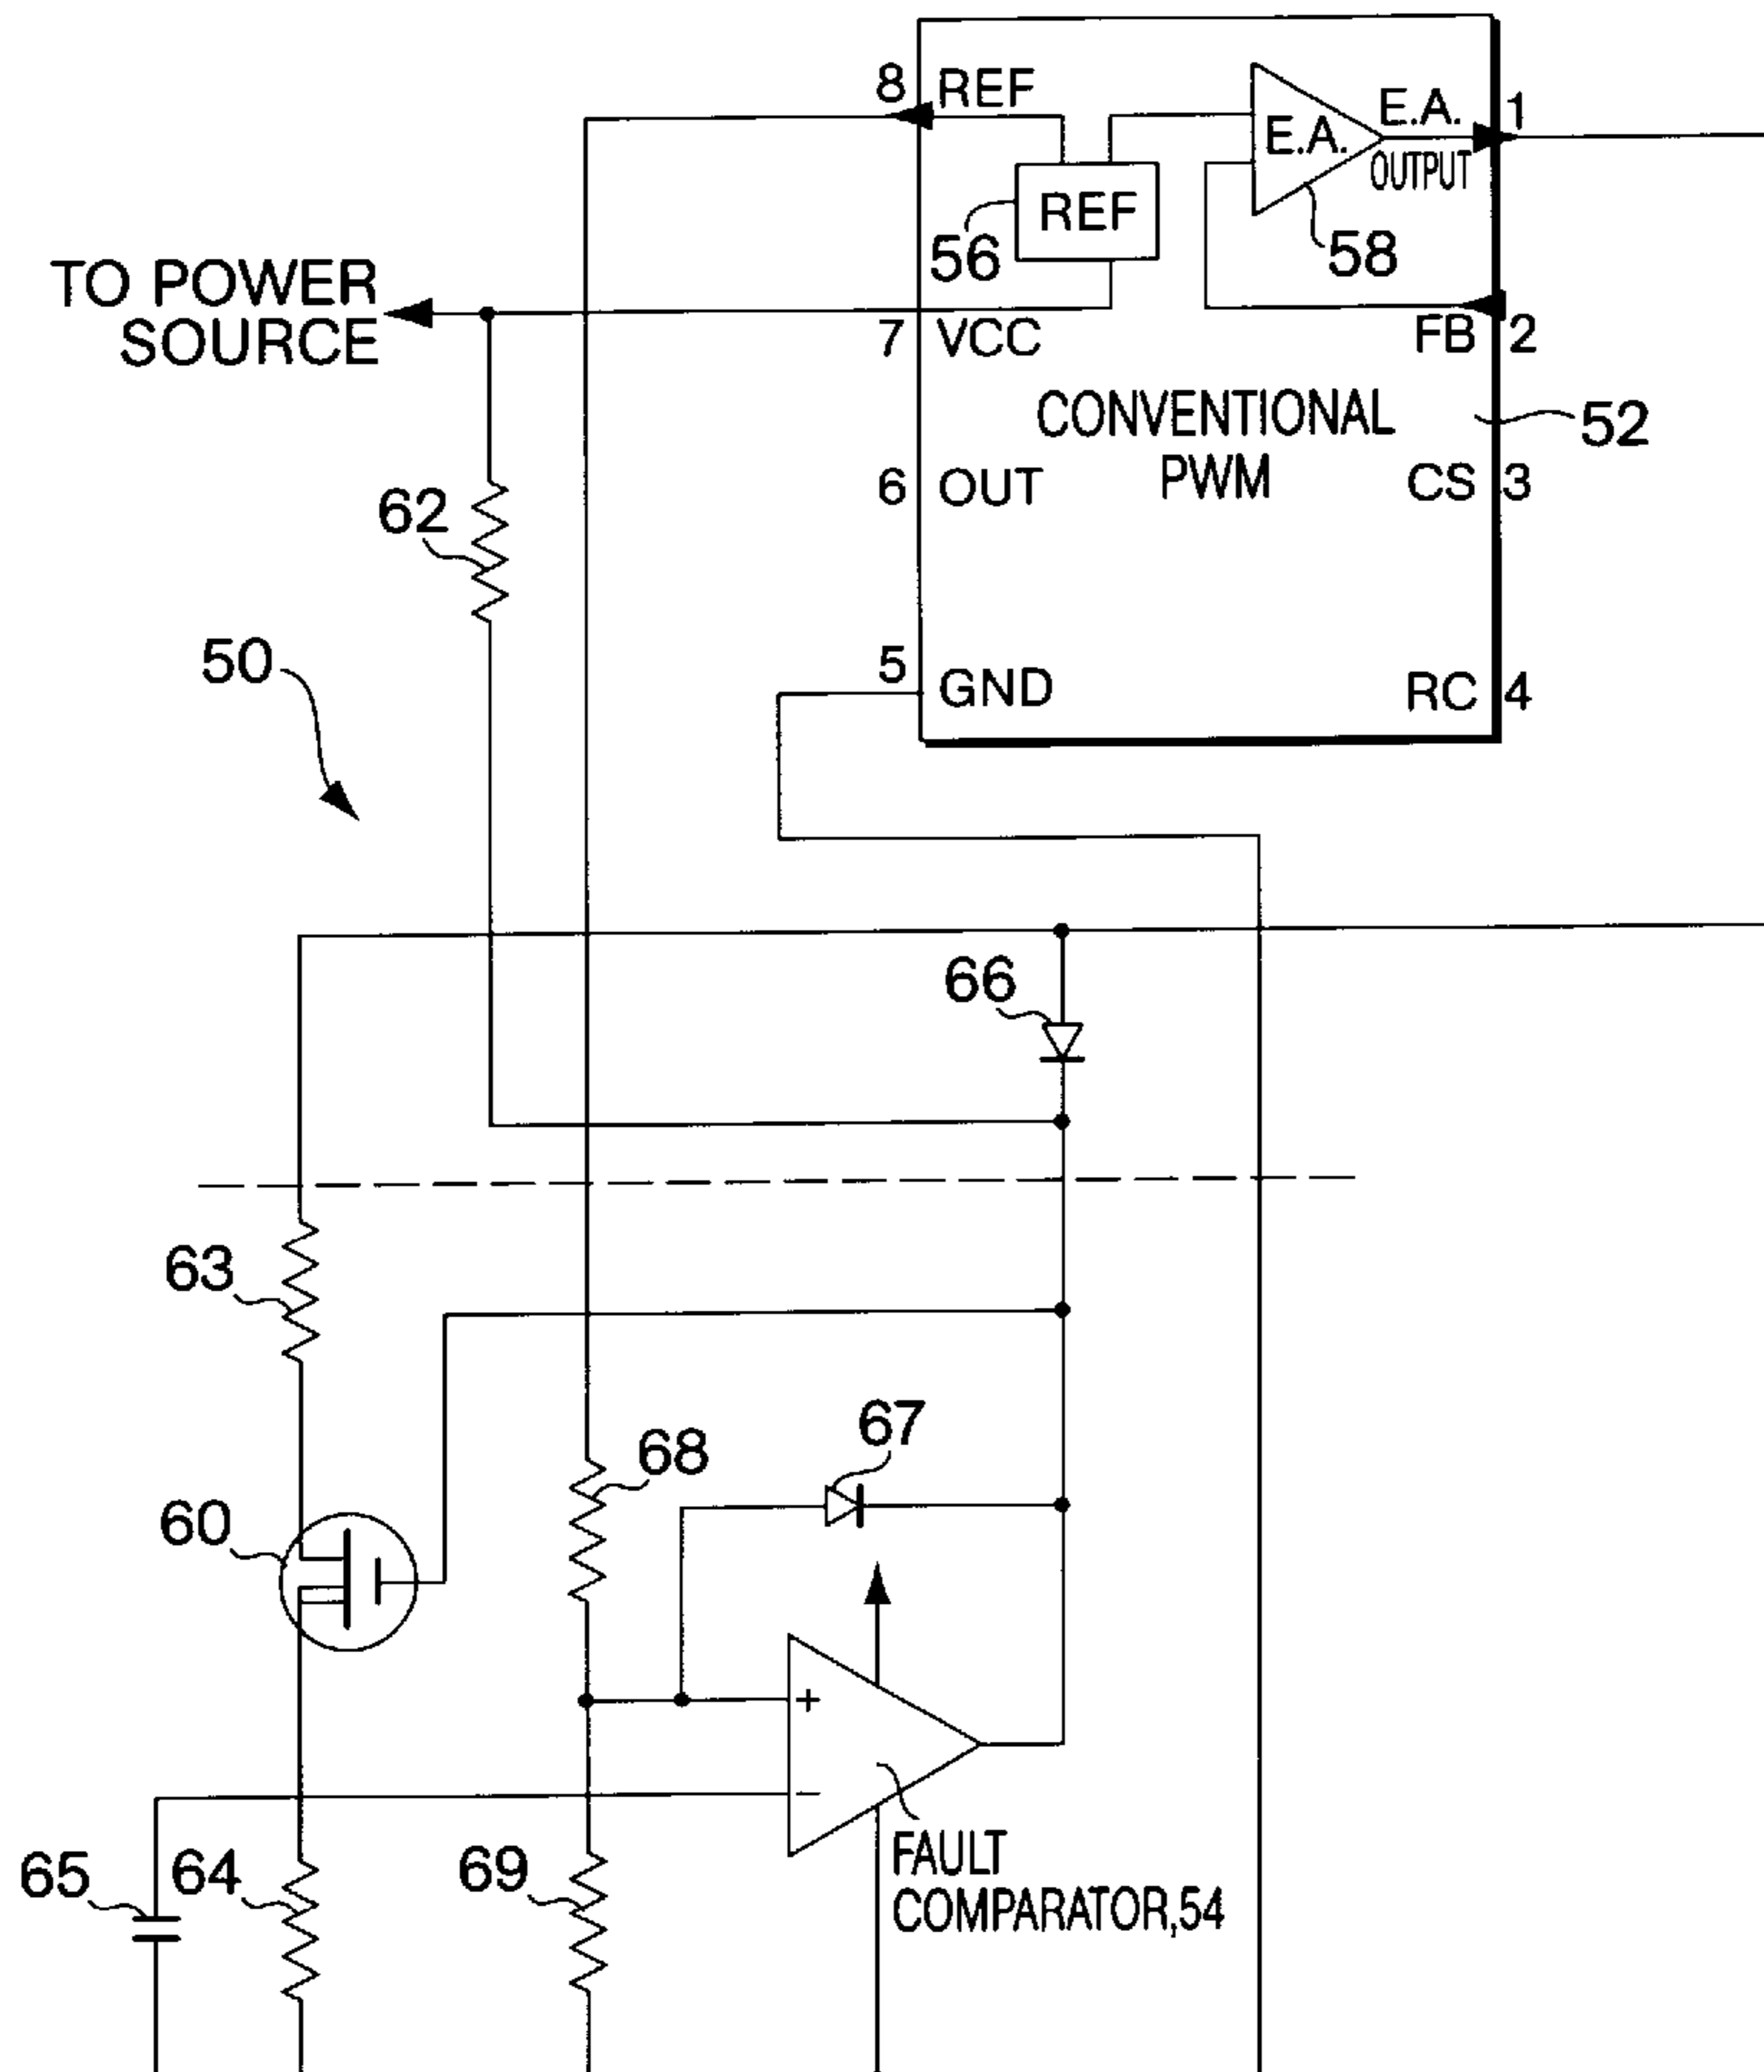 8 REF
E.A.
E.A.
OUTPUT
1
REF
56
58
TO POWER
SOURCE
7 VCC
FB 2
CONVENTIONAL
PWM
52
6 OUT
CS 3
62
50
5 GND
RC 4
66
63
67
68
60
+
−
65
64
69
FAULT
COMPARATOR,54